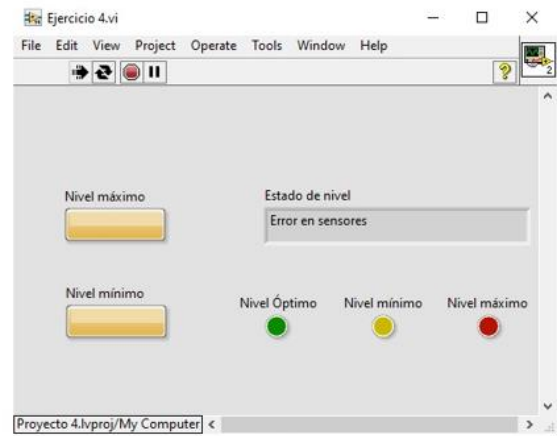 Ejercicio 4.vi
File Edit View Project Operate Tools Window Help
2
Nivel máximo
Estado de nivel
Error en sensores
Nivel mínimo
Nivel Óptimo Nivel mínimo Nivel máximo
Proyecto 4.lvproj/My Computer